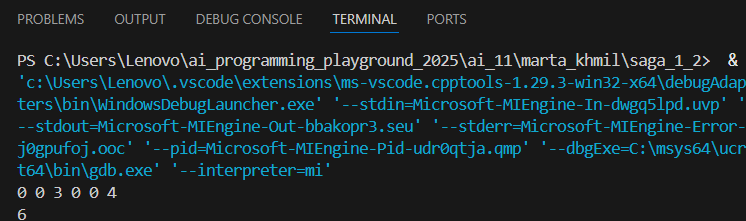 PROBLEMS OUTPUT DEBUG CONSOLE TERMINAL PORTS
PS C:\Users\Lenovo\ai_programming_playground_2025\ai_11\marta_khmil\saga_1_2> &
'c:\Users\Lenovo\.vscode\extensions\ms-vscode.cpptools-1.29.3-win32-x64\debugAdap
ters\bin\WindowsDebugLauncher.exe' '--stdin=Microsoft-MIEngine-In-dwgq5lpd.uvp' '
--stdout=Microsoft-MIEngine-Out-bbakopr3.seu' '--stderr=Microsoft-MIEngine-Error-
j0gpufoj.ooc' '--pid=Microsoft-MIEngine-Pid-udr0qtja.qmp' '--dbgExe=C:\msys64\ucr
t64\bin\gdb.exe' '--interpreter=mi'
0 0 3 0 0 4
6